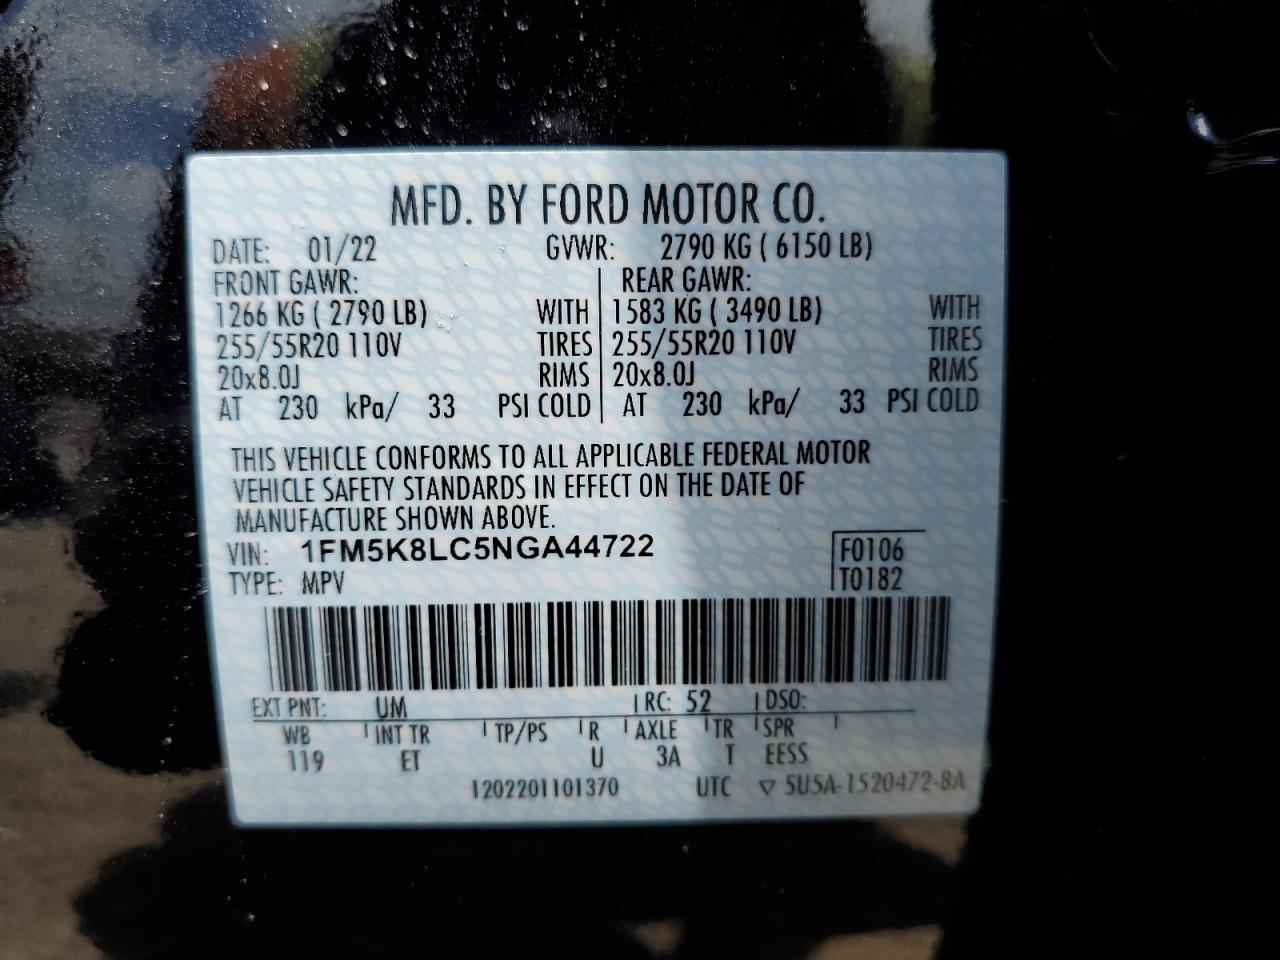 MFD. BY FORD MOTOR CO.
DATE: 01/22 GVWR: 2790 KG ( 6150 LB)
FRONT GAWR: REAR GAWR:
1266 KG ( 2790 LB) WITH 1583 KG ( 3490 LB) WITH
255/55R20 110V TIRES 255/55R20 110V TIRES
20x8.0J RIMS 20x8.0J RIMS
AT 230 kPa/ 33 PSI COLD AT 230 kPa/ 33 PSI COLD
THIS VEHICLE CONFORMS TO ALL APPLICABLE FEDERAL MOTOR
VEHICLE SAFETY STANDARDS IN EFFECT ON THE DATE OF
MANUFACTURE SHOWN ABOVE.
VIN: 1FM5K8LC5NGA44722 F0106
TYPE: MPV T0182
EXT PNT: UM RC: 52 DSO:
WB INT TR TP/PS R AXLE TR SPR
119 ET U 3A T EESS
1202201101370 UTC ▽ 5U5A-1520472-BA